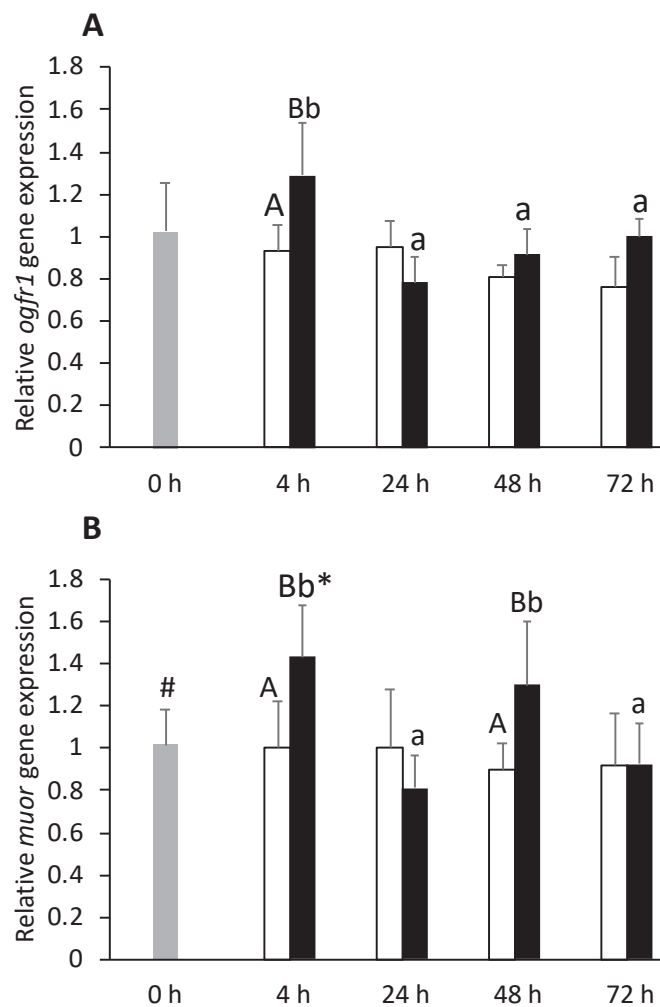 A
Relative ogfr1 gene expression
1.8
1.6
1.4
1.2
1
0.8
0.6
0.4
0.2
0
A
Bb
a
a
a
0 h 4 h 24 h 48 h 72 h
B
Relative muor gene expression
1.8
1.6
1.4
1.2
1
0.8
0.6
0.4
0.2
0
#
A
Bb*
a
A
Bb
a
0 h 4 h 24 h 48 h 72 h